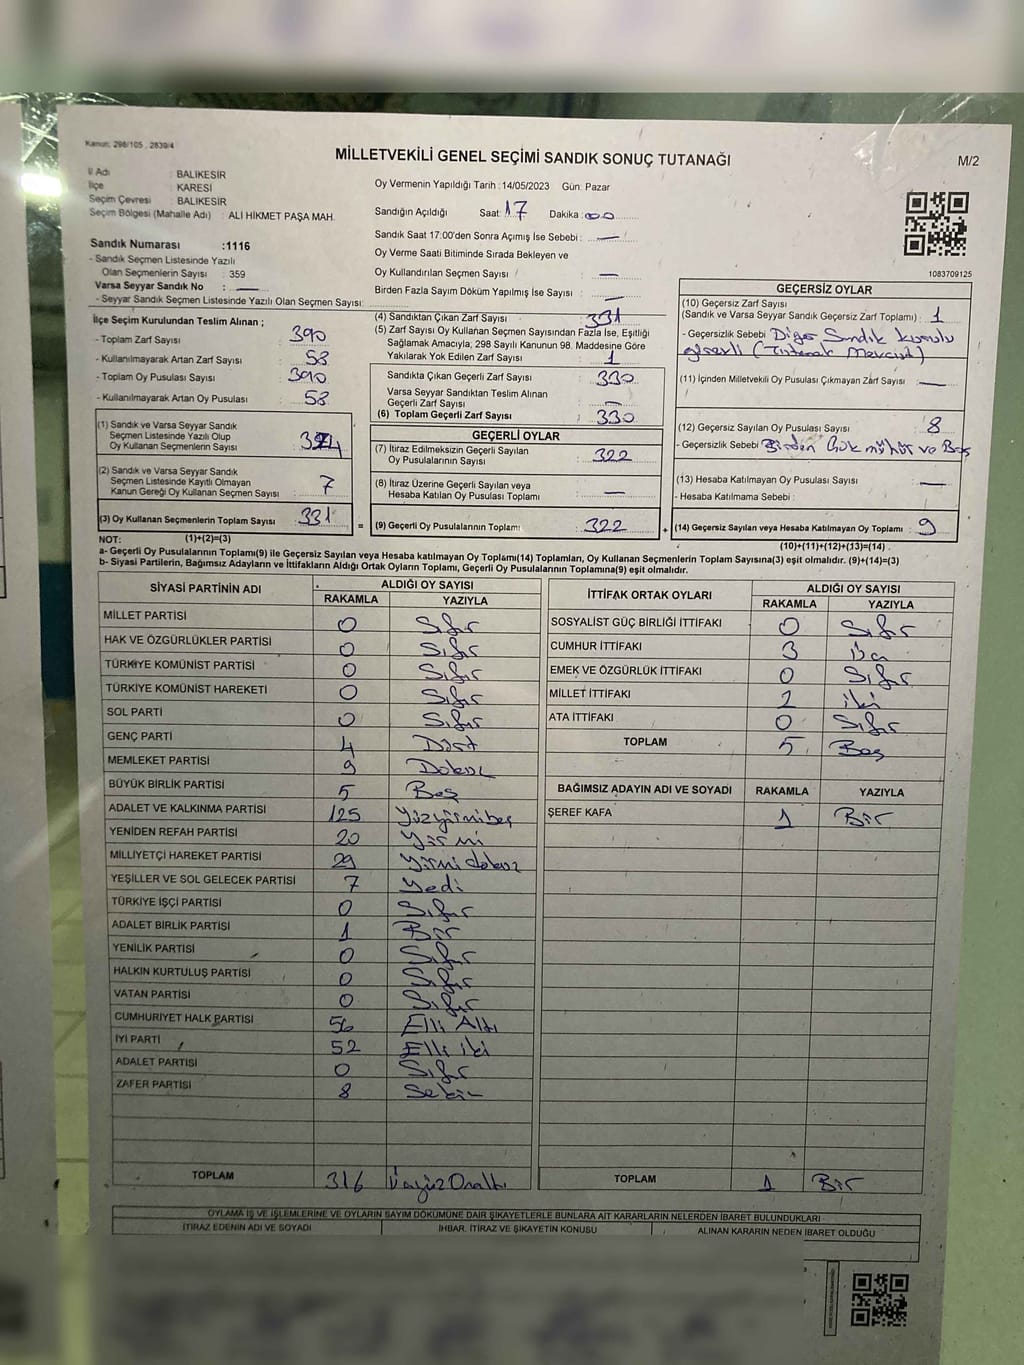 Kanun: 298/105 , 2839/4
MİLLETVEKİLİ GENEL SEÇİMİ SANDIK SONUÇ TUTANAĞI
M/2
İl Adı : BALIKESİR
İlçe : KARESİ
Seçim Çevresi : BALIKESİR
Seçim Bölgesi (Mahalle Adı) : ALİ HİKMET PAŞA MAH.
Sandık Numarası :1116
- Sandık Seçmen Listesinde Yazılı
Olan Seçmenlerin Sayısı : 359
Varsa Seyyar Sandık No : —
- Seyyar Sandık Seçmen Listesinde Yazılı Olan Seçmen Sayısı:
Oy Vermenin Yapıldığı Tarih :14/05/2023 Gün: Pazar
Sandığın Açıldığı Saat: 17 Dakika : 00
Sandık Saat 17:00'den Sonra Açımış İse Sebebi : —
Oy Verme Saati Bitiminde Sırada Bekleyen ve
Oy Kullandırılan Seçmen Sayısı : —
Birden Fazla Sayım Döküm Yapılmış İse Sayısı : —
1083709125
İlçe Seçim Kurulundan Teslim Alınan ;
- Toplam Zarf Sayısı : 390
- Kullanılmayarak Artan Zarf Sayısı : 58
- Toplam Oy Pusulası Sayısı : 390
- Kullanılmayarak Artan Oy Pusulası : 58
(1) Sandık ve Varsa Seyyar Sandık
Seçmen Listesinde Yazılı Olup
Oy Kullanan Seçmenlerin Sayısı :
(2) Sandık ve Varsa Seyyar Sandık
Seçmen Listesinde Kayıtlı Olmayan
Kanun Gereği Oy Kullanan Seçmen Sayısı : 7
(3) Oy Kullanan Seçmenlerin Toplam Sayısı : 331
(4) Sandıktan Çıkan Zarf Sayısı : 331
(5) Zarf Sayısı Oy Kullanan Seçmen Sayısından Fazla İse, Eşitliği
Sağlamak Amacıyla; 298 Sayılı Kanunun 98. Maddesine Göre
Yakılarak Yok Edilen Zarf Sayısı : 1
Sandıkta Çıkan Geçerli Zarf Sayısı : 330
Varsa Seyyar Sandıktan Teslim Alınan
Geçerli Zarf Sayısı : —
(6) Toplam Geçerli Zarf Sayısı : 330
GEÇERLİ OYLAR
(7) İtiraz Edilmeksizin Geçerli Sayılan
Oy Pusulalarının Sayısı : 322
(8) İtiraz Üzerine Geçerli Sayılan veya
Hesaba Katılan Oy Pusulası Toplamı : —
= (9) Geçerli Oy Pusulalarının Toplamı : 322
GEÇERSİZ OYLAR
(10) Geçersiz Zarf Sayısı
(Sandık ve Varsa Seyyar Sandık Geçersiz Zarf Toplamı) : 1
- Geçersizlik Sebebi : Diğer Sandık kurulu
(11) İçinden Milletvekili Oy Pusulası Çıkmayan Zarf Sayısı : —
(12) Geçersiz Sayılan Oy Pusulası Sayısı : 8
- Geçersizlik Sebebi : Birden Çok mühür ve Boş
(13) Hesaba Katılmayan Oy Pusulası Sayısı : —
- Hesaba Katılmama Sebebi :
+ (14) Geçersiz Sayılan veya Hesaba Katılmayan Oy Toplamı : 9
NOT: (1)+(2)=(3)
(10)+(11)+(12)+(13)=(14)
a- Geçerli Oy Pusulalarının Toplamı(9) ile Geçersiz Sayılan veya Hesaba katılmayan Oy Toplamı(14) Toplamları, Oy Kullanan Seçmenlerin Toplam Sayısına(3) eşit olmalıdır. (9)+(14)=(3)
b- Siyasi Partilerin, Bağımsız Adayların ve İttifakların Aldığı Ortak Oyların Toplamı, Geçerli Oy Pusulalarının Toplamına(9) eşit olmalıdır.
SİYASİ PARTİNİN ADI ALDIĞI OY SAYISI
RAKAMLA YAZIYLA
MİLLET PARTİSİ 0 Sıfır
HAK VE ÖZGÜRLÜKLER PARTİSİ 0 Sıfır
TÜRKİYE KOMÜNİST PARTİSİ 0 Sıfır
TÜRKİYE KOMÜNİST HAREKETİ 0 Sıfır
SOL PARTİ 0 Sıfır
GENÇ PARTİ 4 Dört
MEMLEKET PARTİSİ 9 Dokuz
BÜYÜK BİRLİK PARTİSİ 5 Beş
ADALET VE KALKINMA PARTİSİ 125 Yüzyirmibeş
YENİDEN REFAH PARTİSİ 20 Yirmi
MİLLİYETÇİ HAREKET PARTİSİ 29 Yirmi dokuz
YEŞİLLER VE SOL GELECEK PARTİSİ 7 Yedi
TÜRKİYE İŞÇİ PARTİSİ 0 Sıfır
ADALET BİRLİK PARTİSİ 1 Bir
YENİLİK PARTİSİ 0 Sıfır
HALKIN KURTULUŞ PARTİSİ 0 Sıfır
VATAN PARTİSİ 0 Sıfır
CUMHURİYET HALK PARTİSİ 56 Elli Altı
İYİ PARTİ 52 Elli iki
ADALET PARTİSİ 0 Sıfır
ZAFER PARTİSİ 8 Sekiz
TOPLAM 316 Üçyüz Onaltı
İTTİFAK ORTAK OYLARI ALDIĞI OY SAYISI
RAKAMLA YAZIYLA
SOSYALİST GÜÇ BİRLİĞİ İTTİFAKI 0 Sıfır
CUMHUR İTTİFAKI 3 Üç
EMEK VE ÖZGÜRLÜK İTTİFAKI 0 Sıfır
MİLLET İTTİFAKI 2 iki
ATA İTTİFAKI 0 Sıfır
TOPLAM 5 Beş
BAĞIMSIZ ADAYIN ADI VE SOYADI RAKAMLA YAZIYLA
ŞEREF KAFA 1 Bir
TOPLAM 1 Bir
OYLAMA İŞ VE İŞLEMLERİNE VE OYLARIN SAYIM DÖKÜMÜNE DAİR ŞİKAYETLERLE BUNLARA AİT KARARLARIN NELERDEN İBARET BULUNDUKLARI
İTİRAZ EDENİN ADI VE SOYADI İHBAR, İTİRAZ VE ŞİKAYETİN KONUSU ALINAN KARARIN NEDEN İBARET OLDUĞU